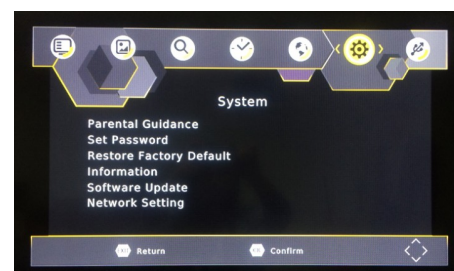 System
Parental Guidance
Set Password
Restore Factory Default
Information
Software Update
Network Setting
Return
Confirm